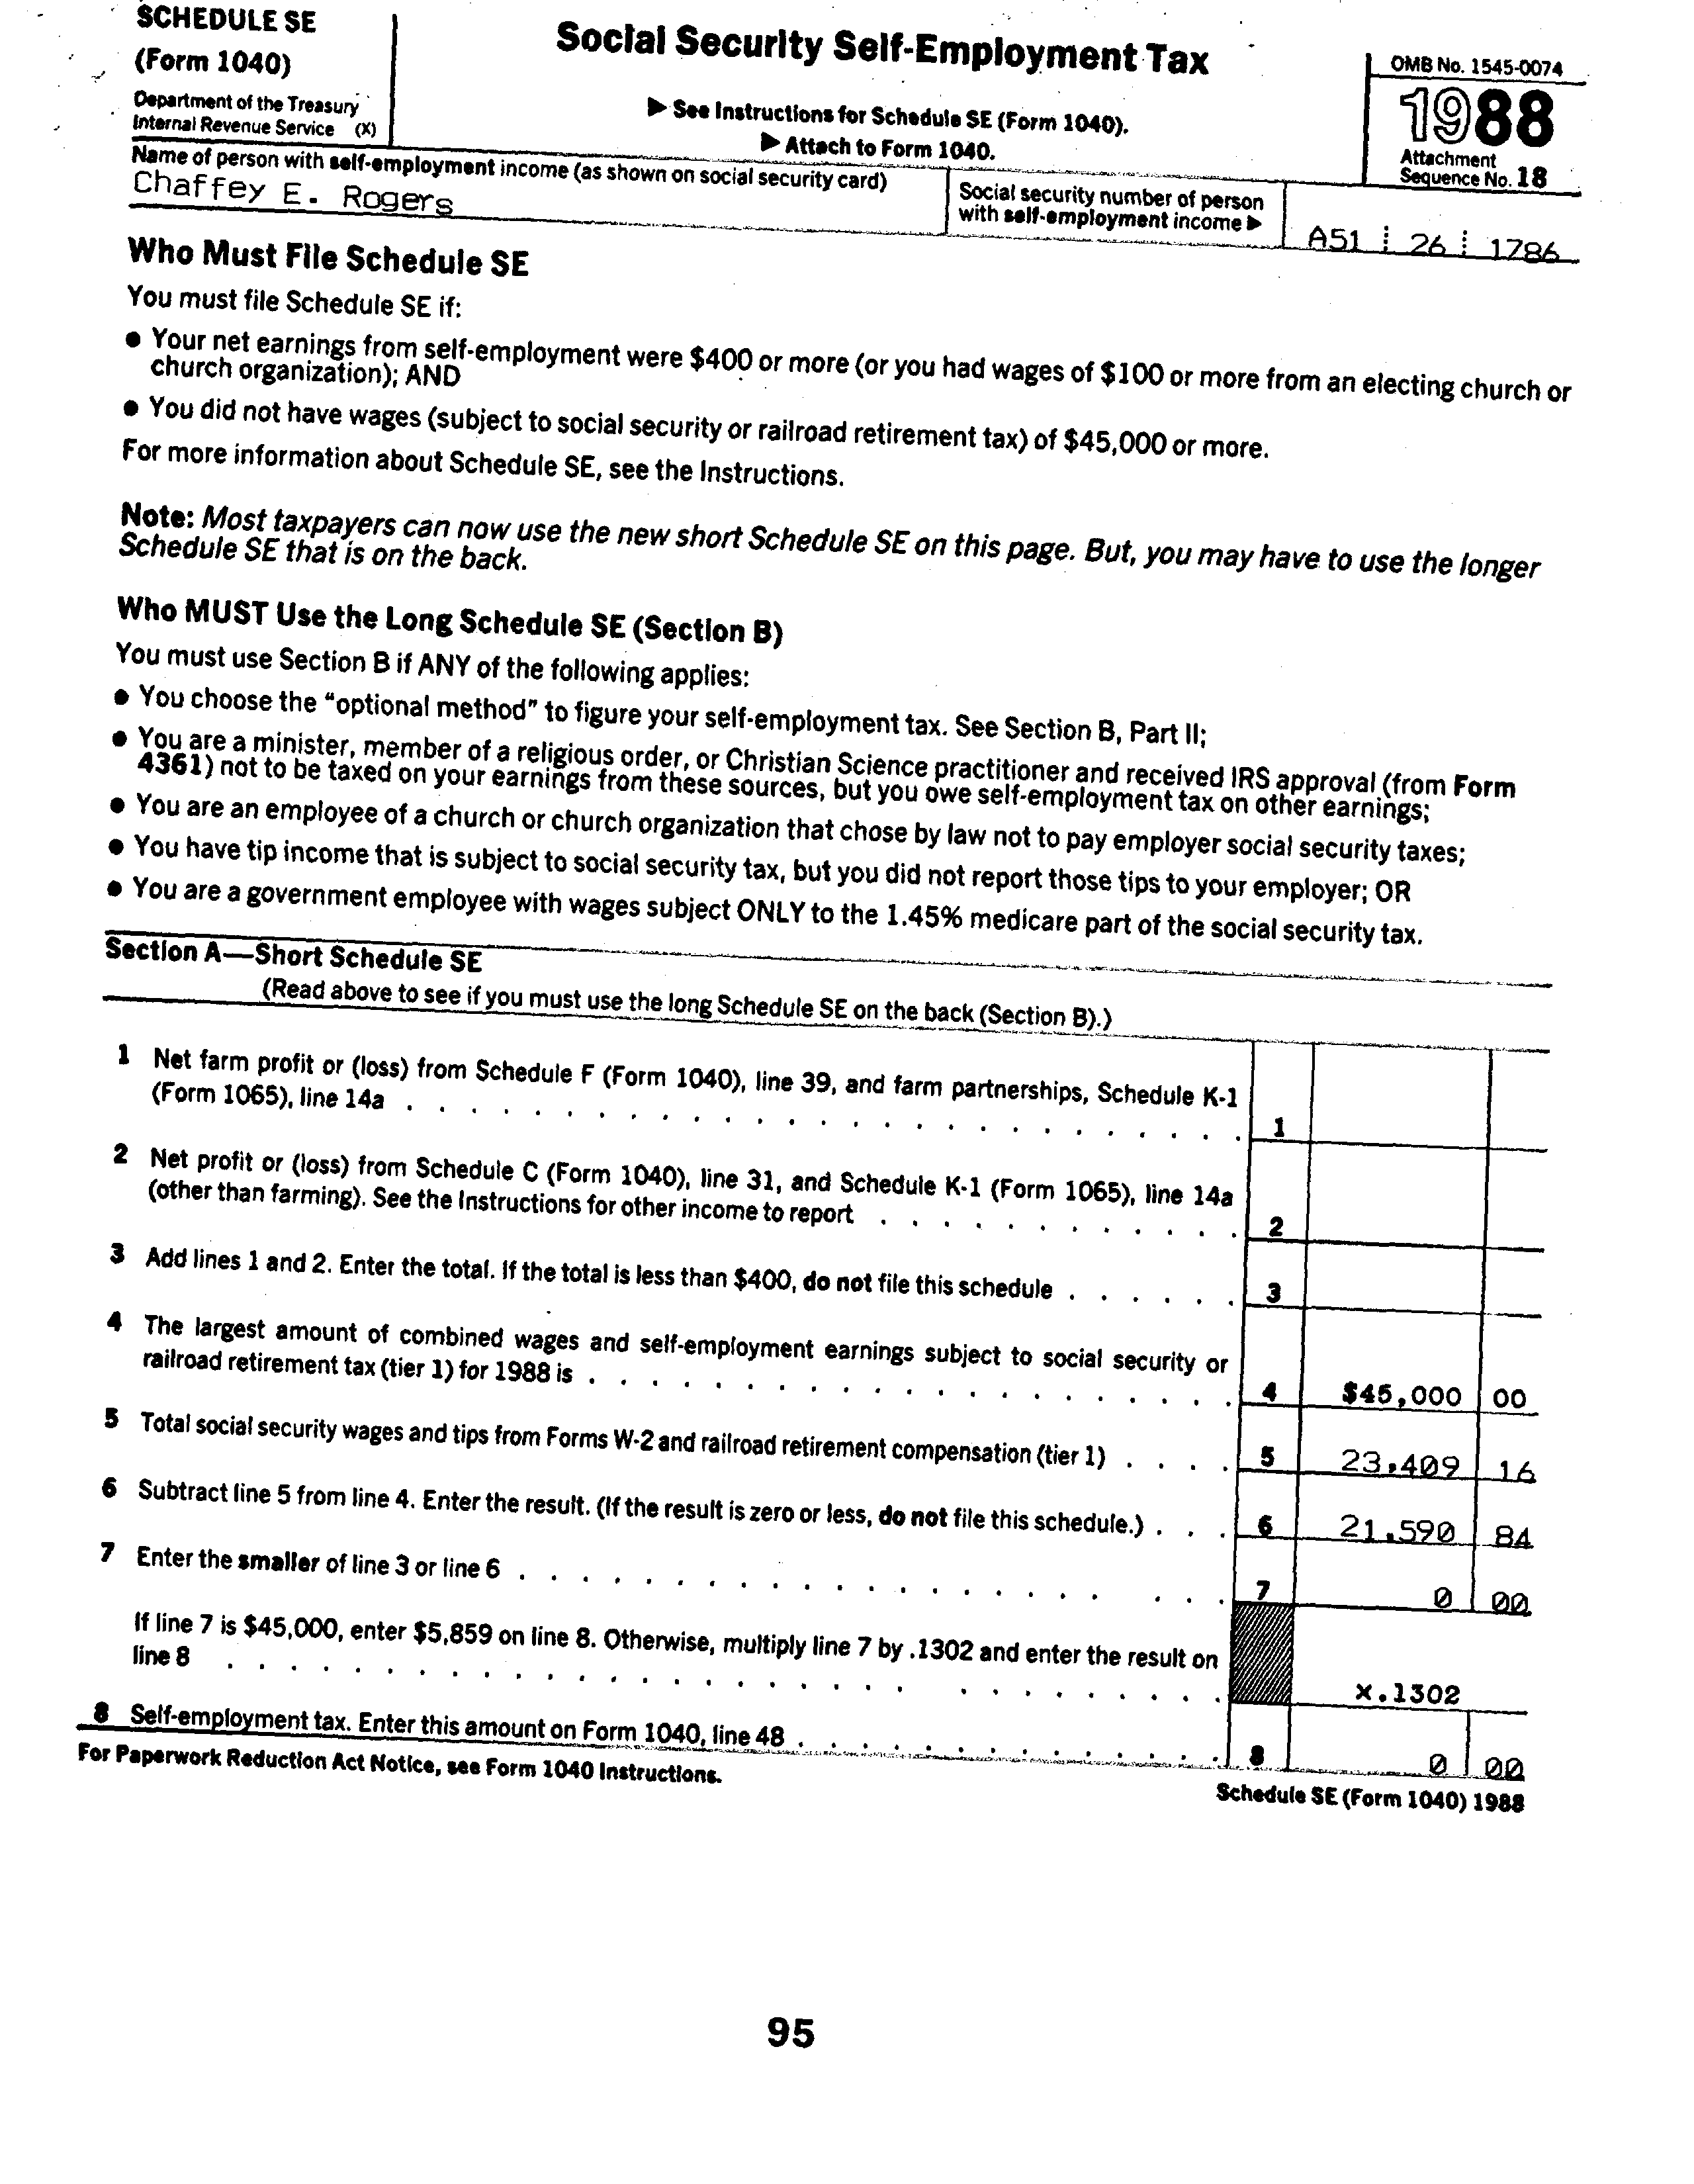 SCHEDULE SE
(Form 1040)
Department of the Treasury
Internal Revenue Service (X)
Social Security Self-Employment Tax
▶ See Instructions for Schedule SE (Form 1040).
▶ Attach to Form 1040.
OMB No. 1545-0074
1988
Attachment
Sequence No. 18
Name of person with self-employment income (as shown on social security card)
Chaffey E. Rogers
Social security number of person
with self-employment income ▶
A51 26 1786
Who Must File Schedule SE
You must file Schedule SE if:
● Your net earnings from self-employment were $400 or more (or you had wages of $100 or more from an electing church or
church organization); AND
● You did not have wages (subject to social security or railroad retirement tax) of $45,000 or more.
For more information about Schedule SE, see the Instructions.
Note: Most taxpayers can now use the new short Schedule SE on this page. But, you may have to use the longer
Schedule SE that is on the back.
Who MUST Use the Long Schedule SE (Section B)
You must use Section B if ANY of the following applies:
● You choose the “optional method” to figure your self-employment tax. See Section B, Part II;
● You are a minister, member of a religious order, or Christian Science practitioner and received IRS approval (from Form
4361) not to be taxed on your earnings from these sources, but you owe self-employment tax on other earnings;
● You are an employee of a church or church organization that chose by law not to pay employer social security taxes;
● You have tip income that is subject to social security tax, but you did not report those tips to your employer; OR
● You are a government employee with wages subject ONLY to the 1.45% medicare part of the social security tax.
Section A—Short Schedule SE
(Read above to see if you must use the long Schedule SE on the back (Section B).)
1 Net farm profit or (loss) from Schedule F (Form 1040), line 39, and farm partnerships, Schedule K-1
(Form 1065), line 14a . . . . . . . . . . . . . . . . . . . . . . . . . . . 1
2 Net profit or (loss) from Schedule C (Form 1040), line 31, and Schedule K-1 (Form 1065), line 14a
(other than farming). See the Instructions for other income to report . . . . . . . . . . . . 2
3 Add lines 1 and 2. Enter the total. If the total is less than $400, do not file this schedule . . . . . . 3
4 The largest amount of combined wages and self-employment earnings subject to social security or
railroad retirement tax (tier 1) for 1988 is . . . . . . . . . . . . . . . . . . . . . 4 $45,000 00
5 Total social security wages and tips from Forms W-2 and railroad retirement compensation (tier 1) . . . . 5 23,409 16
6 Subtract line 5 from line 4. Enter the result. (If the result is zero or less, do not file this schedule.) . . . 6 21,590 84
7 Enter the smaller of line 3 or line 6 . . . . . . . . . . . . . . . . . . . . . . 7 0 00
If line 7 is $45,000, enter $5,859 on line 8. Otherwise, multiply line 7 by .1302 and enter the result on
line 8 . . . . . . . . . . . . . . . . . . . . . . . . . . . . . . x.1302
8 Self-employment tax. Enter this amount on Form 1040, line 48 . . . . . . . . . . . . . . 8 0 00
For Paperwork Reduction Act Notice, see Form 1040 Instructions.
Schedule SE (Form 1040) 1988
95